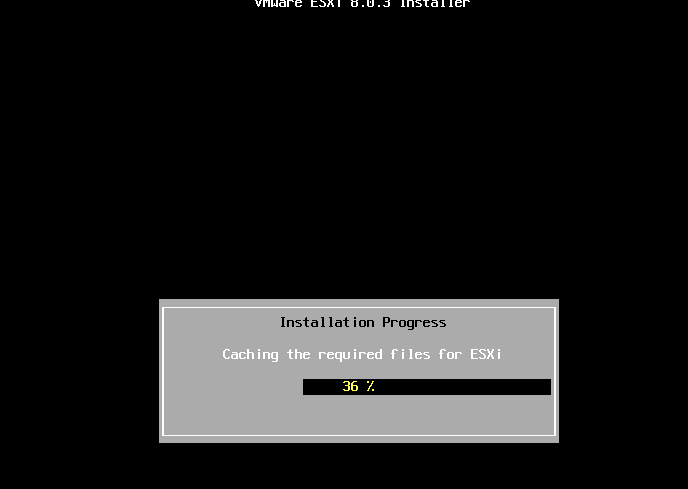 VMware ESXi 8.0.3 Installer
Installation Progress
Caching the required files for ESXi
36 %